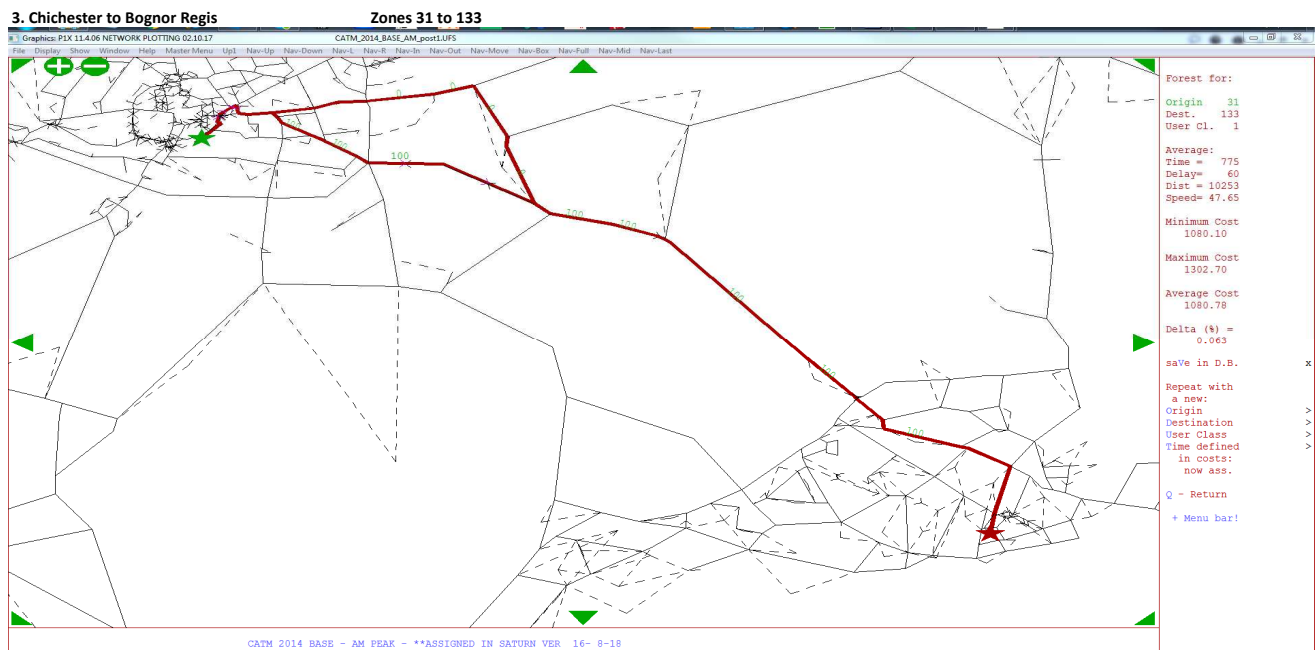 3. Chichester to Bognor Regis Zones 31 to 133
Graphics: P1X 11.4.06 NETWORK PLOTTING 02.10.17 CATM_2014_BASE_AM_post1.UFS
File Display Show Window Help Master Menu Up1 Nav-Up Nav-Down Nav-L Nav-R Nav-In Nav-Out Nav-Move Nav-Box Nav-Full Nav-Mid Nav-Last
Forest for:
Origin 31
Dest. 133
User Cl. 1
Average:
Time = 775
Delay= 60
Dist = 10253
Speed= 47.65
Minimum Cost
1080.10
Maximum Cost
1302.70
Average Cost
1080.78
Delta (%) =
0.063
saVe in D.B. x
Repeat with
a new:
Origin >
Destination >
User Class >
Time defined >
in costs:
now ass.
Q - Return
+ Menu bar!
0
0
0
0
100
100
100
100
100
100
100
100
CATM 2014 BASE - AM PEAK - **ASSIGNED IN SATURN VER 16- 8-18